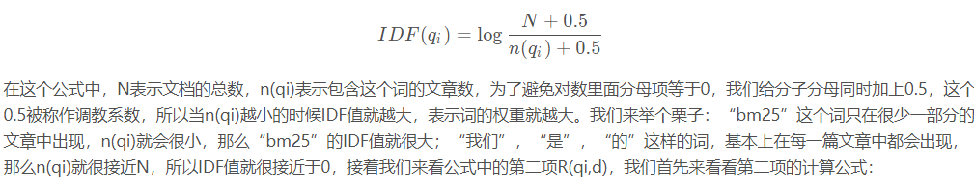 IDF(q_i) = log \frac{N + 0.5}{n(q_i) + 0.5}
在这个公式中，N表示文档的总数，n(qi)表示包含这个词的文章数，为了避免对数里面分母项等于0，我们给分子分母同时加上0.5，这个
0.5被称作调教系数，所以当n(qi)越小的时候IDF值就越大，表示词的权重就越大。我们来举个栗子：“bm25”这个词只在很少一部分的
文章中出现，n(qi)就会很小，那么“bm25”的IDF值就很大；“我们”，“是”，“的”这样的词，基本上在每一篇文章中都会出现，
那么n(qi)就很接近N，所以IDF值就很接近于0，接着我们来看公式中的第二项R(qi,d)，我们首先来看看第二项的计算公式：